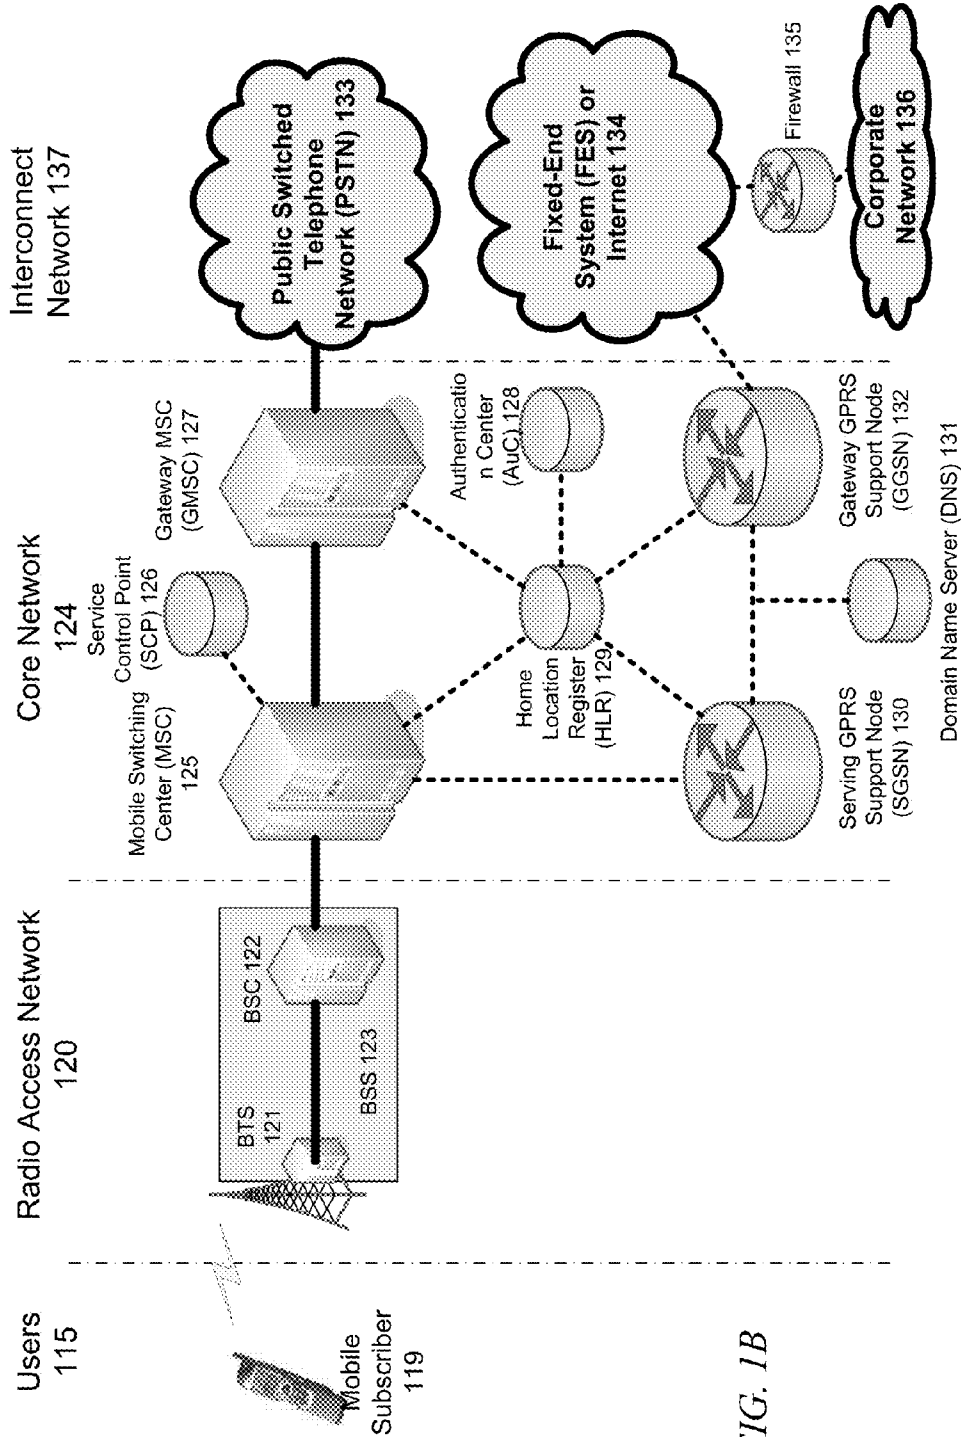 Users
115
Radio Access Network
120
Core Network
124
Interconnect
Network 137
Mobile
Subscriber
119
BTS
121
BSC 122
BSS 123
Mobile Switching
Center (MSC)
125
Service
Control Point
(SCP) 126
Gateway MSC
(GMSC) 127
Public Switched
Telephone
Network (PSTN) 133
Home
Location
Register
(HLR) 129
Authenticatio
n Center
(AuC) 128
Fixed-End
System (FES) or
Internet 134
Serving GPRS
Support Node
(SGSN) 130
Gateway GPRS
Support Node
(GGSN) 132
Firewall 135
Corporate
Network 136
Domain Name Server (DNS) 131
FIG. 1B